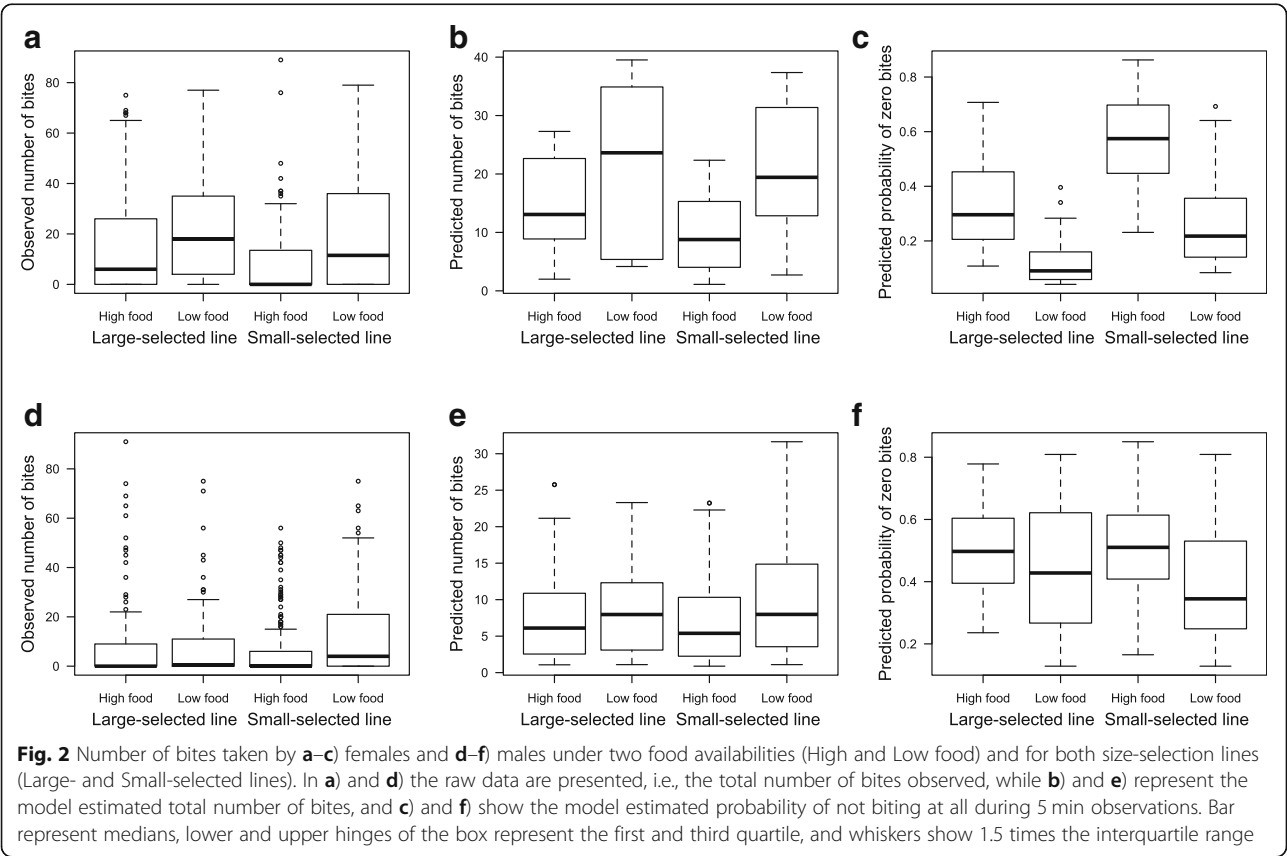 a
Observed number of bites
80
60
40
20
0
High food Low food High food Low food
Large-selected line Small-selected line
b
Predicted number of bites
40
30
20
10
0
High food Low food High food Low food
Large-selected line Small-selected line
c
Predicted probability of zero bites
0.8
0.6
0.4
0.2
High food Low food High food Low food
Large-selected line Small-selected line
d
Observed number of bites
80
60
40
20
0
High food Low food High food Low food
Large-selected line Small-selected line
e
Predicted number of bites
30
25
20
15
10
5
0
High food Low food High food Low food
Large-selected line Small-selected line
f
Predicted probability of zero bites
0.8
0.6
0.4
0.2
High food Low food High food Low food
Large-selected line Small-selected line
Fig. 2 Number of bites taken by a–c) females and d–f) males under two food availabilities (High and Low food) and for both size-selection lines
(Large- and Small-selected lines). In a) and d) the raw data are presented, i.e., the total number of bites observed, while b) and e) represent the
model estimated total number of bites, and c) and f) show the model estimated probability of not biting at all during 5 min observations. Bar
represent medians, lower and upper hinges of the box represent the first and third quartile, and whiskers show 1.5 times the interquartile range